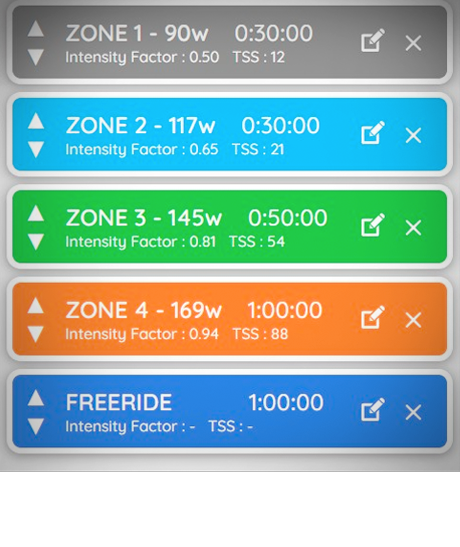 ZONE 1 - 90w 0:30:00
Intensity Factor : 0.50 TSS : 12
ZONE 2 - 117w 0:30:00
Intensity Factor : 0.65 TSS : 21
ZONE 3 - 145w 0:50:00
Intensity Factor : 0.81 TSS : 54
ZONE 4 - 169w 1:00:00
Intensity Factor : 0.94 TSS : 88
FREERIDE 1:00:00
Intensity Factor : - TSS : -